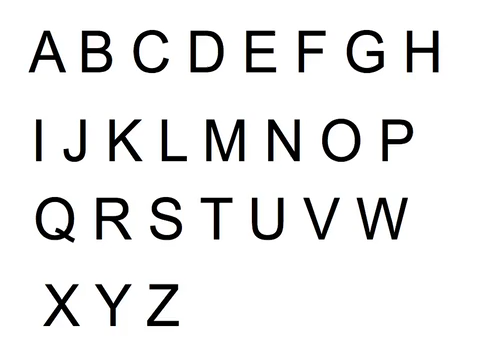 A B C D E F G H
I J K L M N O P
Q R S T U V W
X Y Z